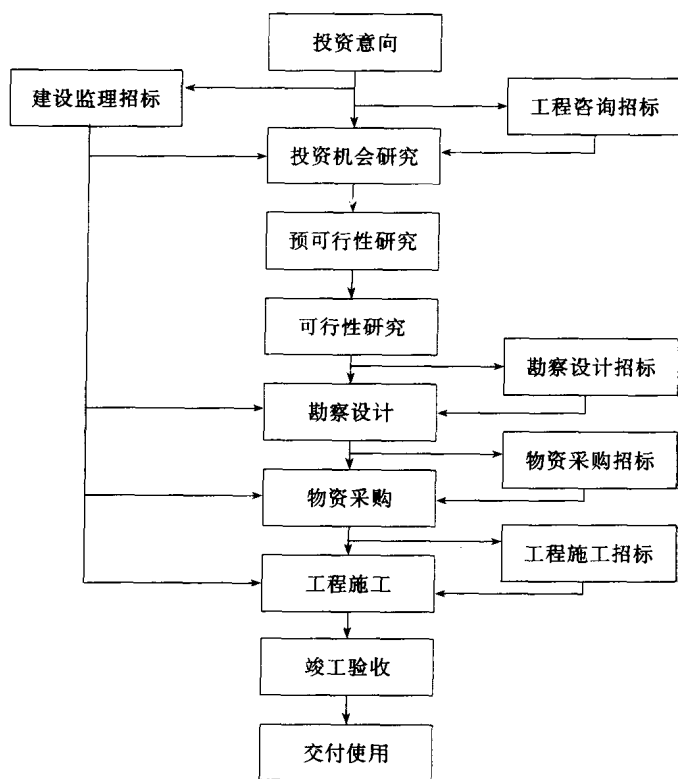 投资意向
建设监理招标
工程咨询招标
投资机会研究
预可行性研究
可行性研究
勘察设计招标
勘察设计
物资采购招标
物资采购
工程施工招标
工程施工
竣工验收
交付使用